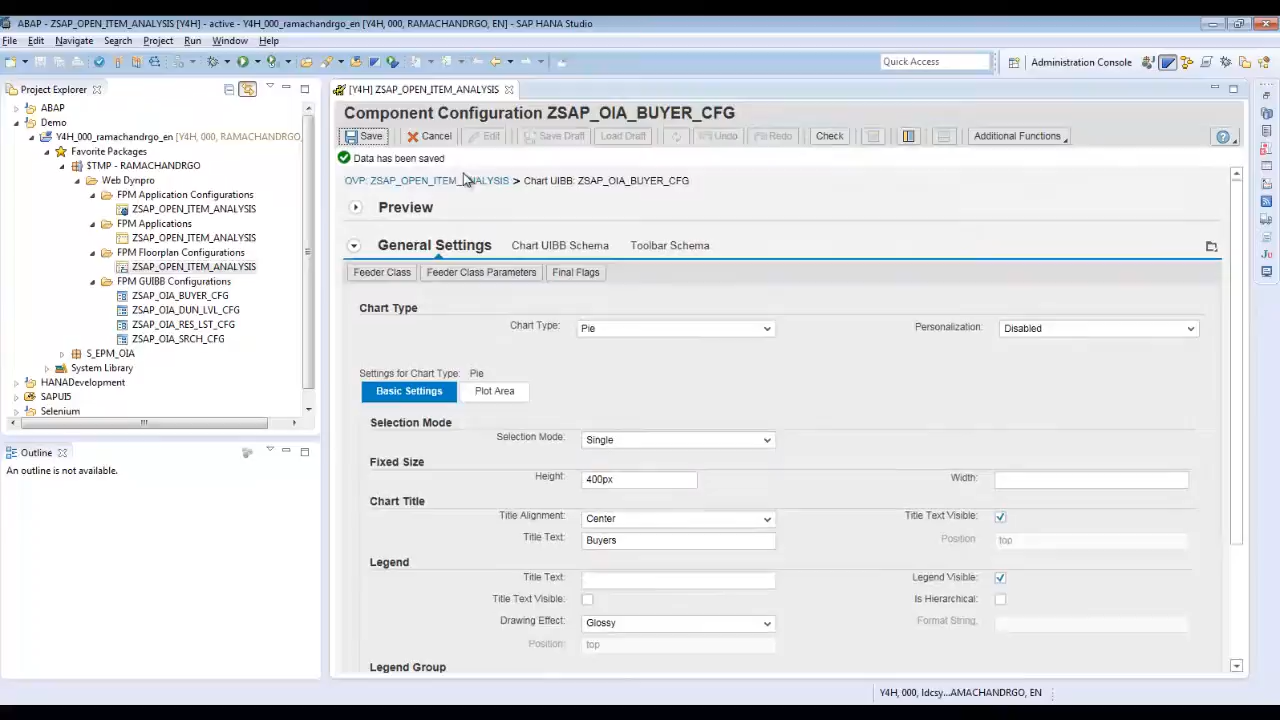 ABAP - ZSAP_OPEN_ITEM_ANALYSIS [Y4H] - active - Y4H_000_ramachandrgo_en [Y4H, 000, RAMACHANDRGO, EN] - SAP HANA Studio
File Edit Navigate Search Project Run Window Help
Quick Access
Administration Console
Project Explorer
[Y4H] ZSAP_OPEN_ITEM_ANALYSIS
ABAP
Demo
Y4H_000_ramachandrgo_en [Y4H, 000, RAMACHANDRGO,
Favorite Packages
STMP - RAMACHANDRGO
Web Dynpro
FPM Application Configurations
ZSAP_OPEN_ITEM_ANALYSIS
FPM Applications
ZSAP_OPEN_ITEM_ANALYSIS
FPM Floorplan Configurations
ZSAP_OPEN_ITEM_ANALYSIS
FPM GUIBB Configurations
ZSAP_OIA_BUYER_CFG
ZSAP_OIA_DUN_LVL_CFG
ZSAP_OIA_RES_LST_CFG
ZSAP_OIA_SRCH_CFG
S_EPM_OIA
System Library
HANADevelopment
SAPUI5
Selenium
Outline
An outline is not available.
Component Configuration ZSAP_OIA_BUYER_CFG
Save Cancel Edit Save Draft Load Draft Undo Redo Check Additional Functions
Data has been saved
OVP: ZSAP_OPEN_ITEM_ANALYSIS > Chart UIBB: ZSAP_OIA_BUYER_CFG
Preview
General Settings Chart UIBB Schema Toolbar Schema
Feeder Class Feeder Class Parameters Final Flags
Chart Type
Chart Type: Pie Personalization: Disabled
Settings for Chart Type: Pie
Basic Settings Plot Area
Selection Mode
Selection Mode: Single
Fixed Size
Height: 400px Width:
Chart Title
Title Alignment: Center Title Text Visible:
Title Text: Buyers Position: top
Legend
Title Text: Legend Visible:
Title Text Visible: Is Hierarchical:
Drawing Effect: Glossy Format String:
Position: top
Legend Group
Y4H, 000, ldcsy...AMACHANDRGO, EN